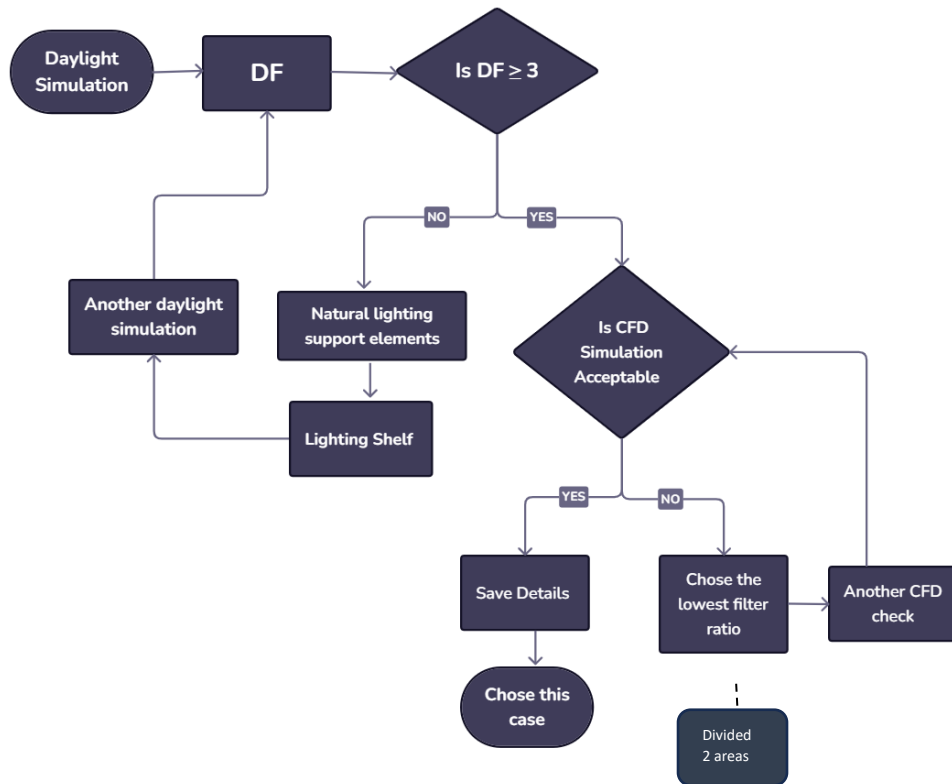 Daylight
Simulation
DF
Is DF ≥ 3
NO
YES
Another daylight
simulation
Natural lighting
support elements
Is CFD
Simulation
Acceptable
Lighting Shelf
YES
NO
Save Details
Chose the
lowest filter
ratio
Another CFD
check
Chose this
case
Divided
2 areas